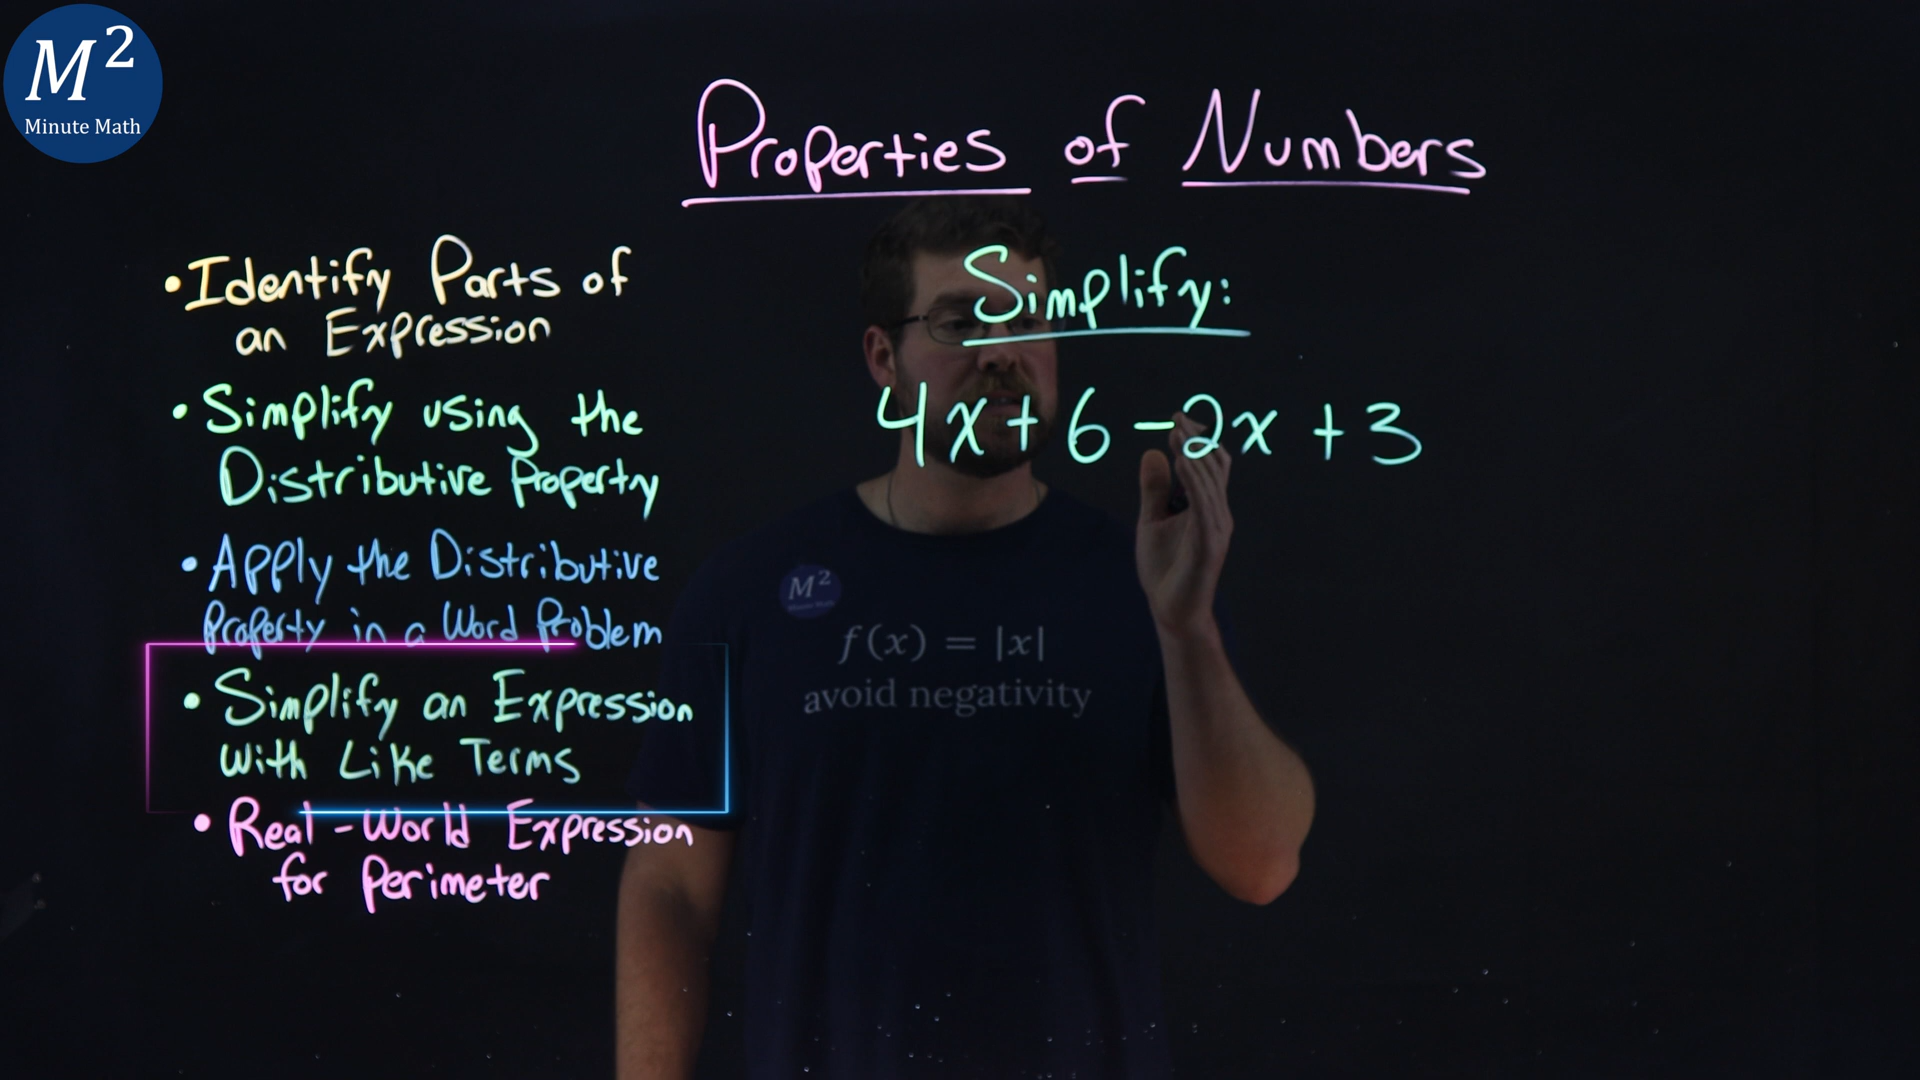 M²
Minute Math
Properties of Numbers
• Identify Parts of
an Expression
• Simplify using the
Distributive Property
• Apply the Distributive
Property in a Word Problem
• Simplify an Expression
with Like Terms
• Real-World Expression
for Perimeter
Simplify:
4x + 6 - 2x + 3
M²
Minute Math
f(x) = |x|
avoid negativity